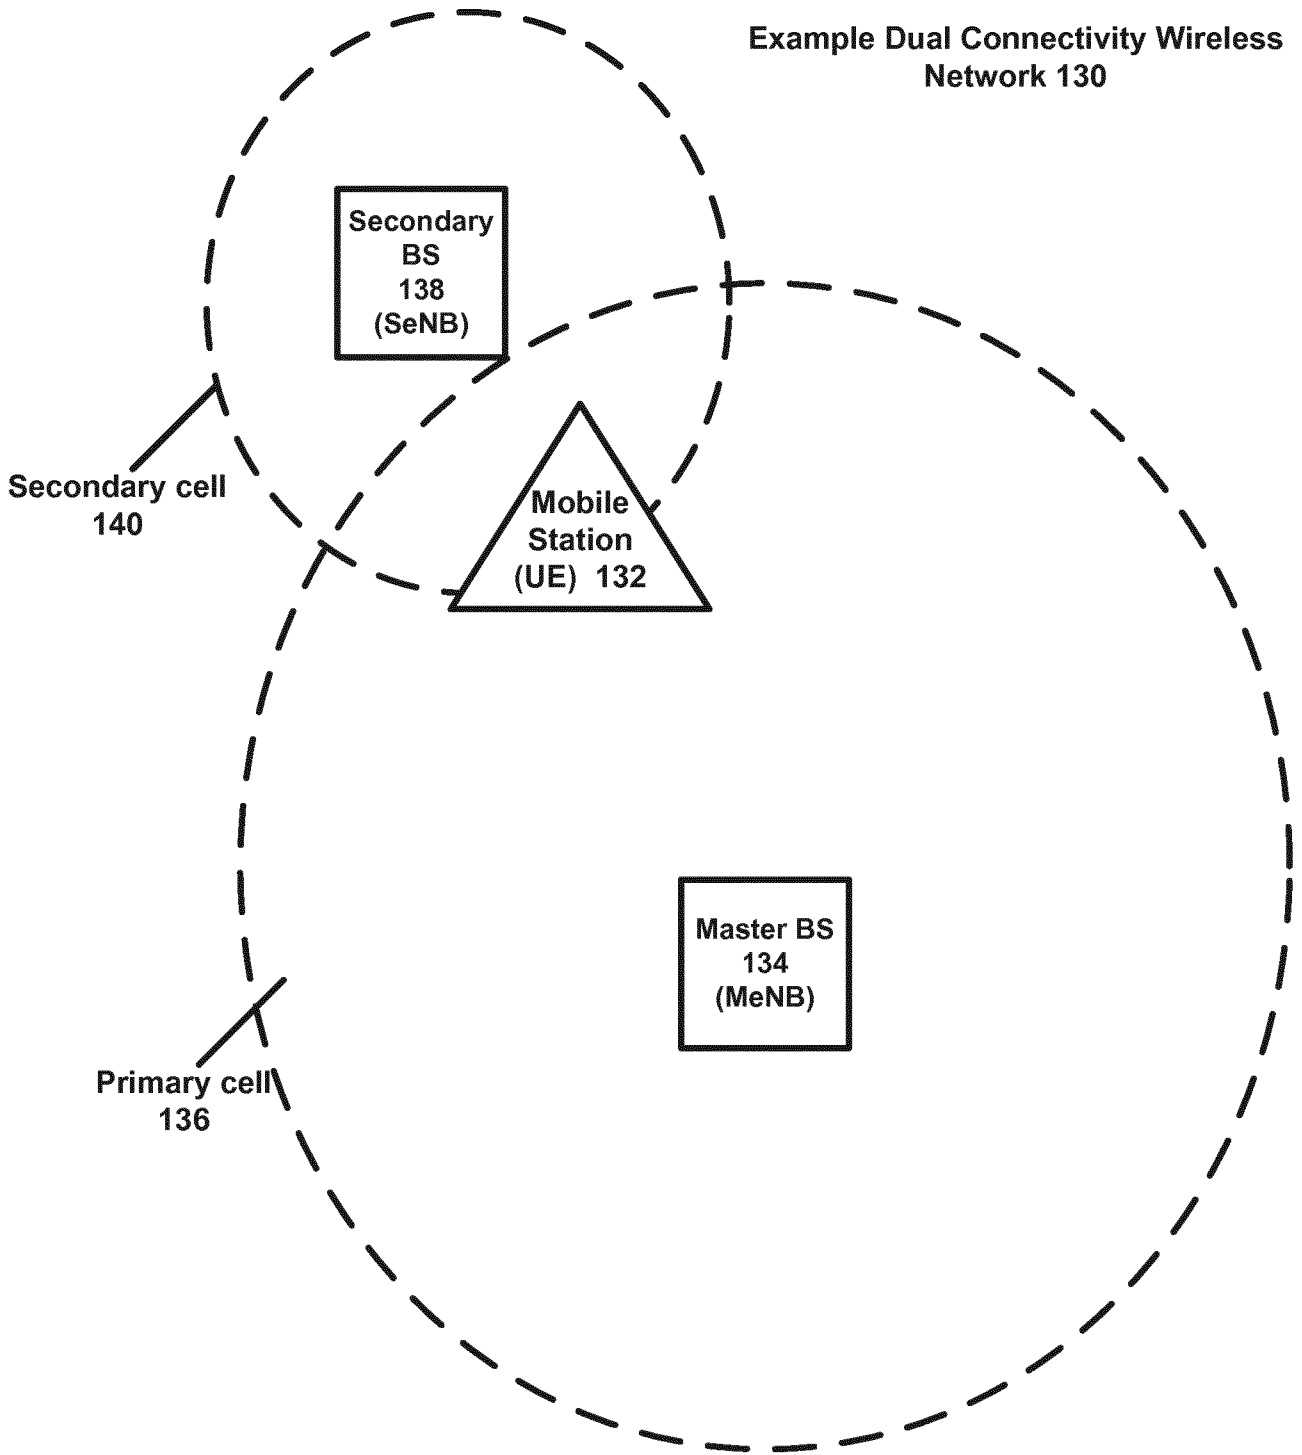 Example Dual Connectivity Wireless
Network 130
Secondary
BS
138
(SeNB)
Secondary cell
140
Mobile
Station
(UE) 132
Master BS
134
(MeNB)
Primary cell
136